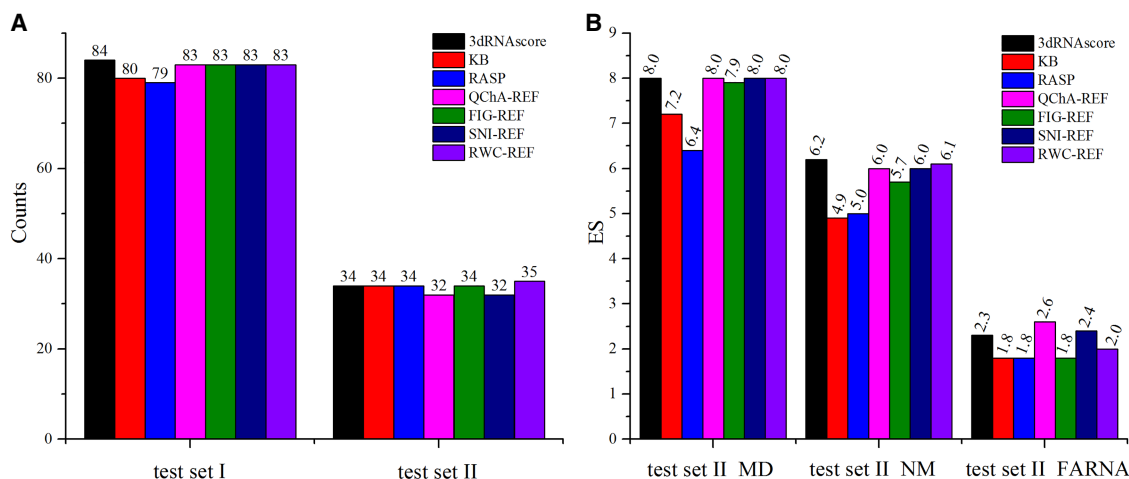 A
Counts
80
60
40
20
0
84
80
79
83
83
83
83
34
34
34
32
34
32
35
3dRNAscore
KB
RASP
QChA-REF
FIG-REF
SNI-REF
RWC-REF
test set I
test set II
B
ES
9
8
7
6
5
4
3
2
1
0
8.0
7.2
6.4
8.0
7.9
8.0
8.0
6.2
4.9
5.0
6.0
5.7
6.0
6.1
2.3
1.8
1.8
2.6
1.8
2.4
2.0
3dRNAscore
KB
RASP
QChA-REF
FIG-REF
SNI-REF
RWC-REF
test set II MD
test set II NM
test set II FARNA